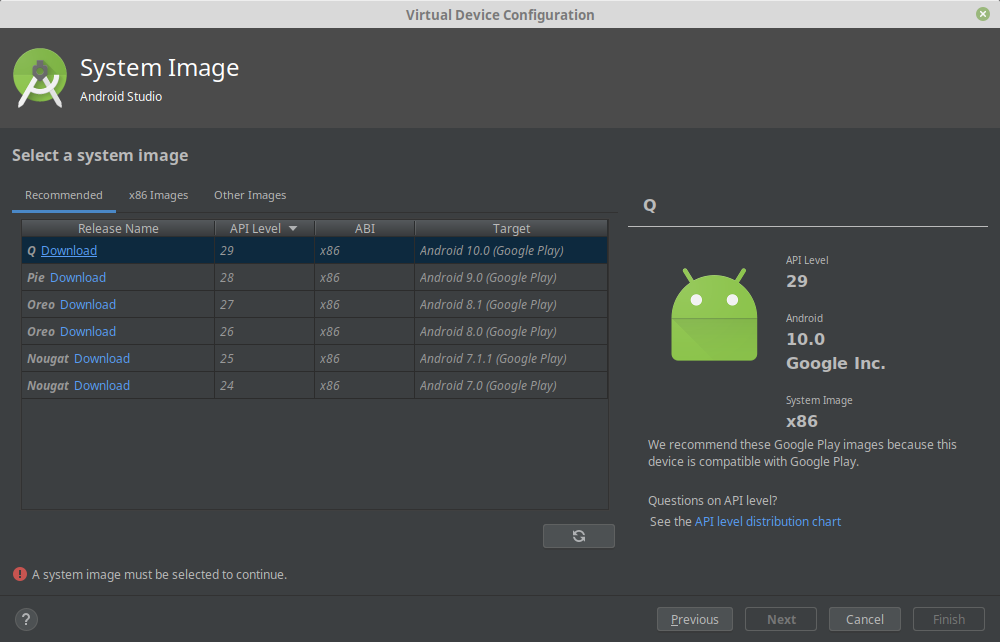 Virtual Device Configuration
System Image
Android Studio
Select a system image
Recommended x86 Images Other Images
Release Name API Level ABI Target
Q Download 29 x86 Android 10.0 (Google Play)
Pie Download 28 x86 Android 9.0 (Google Play)
Oreo Download 27 x86 Android 8.1 (Google Play)
Oreo Download 26 x86 Android 8.0 (Google Play)
Nougat Download 25 x86 Android 7.1.1 (Google Play)
Nougat Download 24 x86 Android 7.0 (Google Play)
Q
API Level
29
Android
10.0
Google Inc.
System Image
x86
We recommend these Google Play images because this
device is compatible with Google Play.
Questions on API level?
See the API level distribution chart
! A system image must be selected to continue.
? Previous Next Cancel Finish